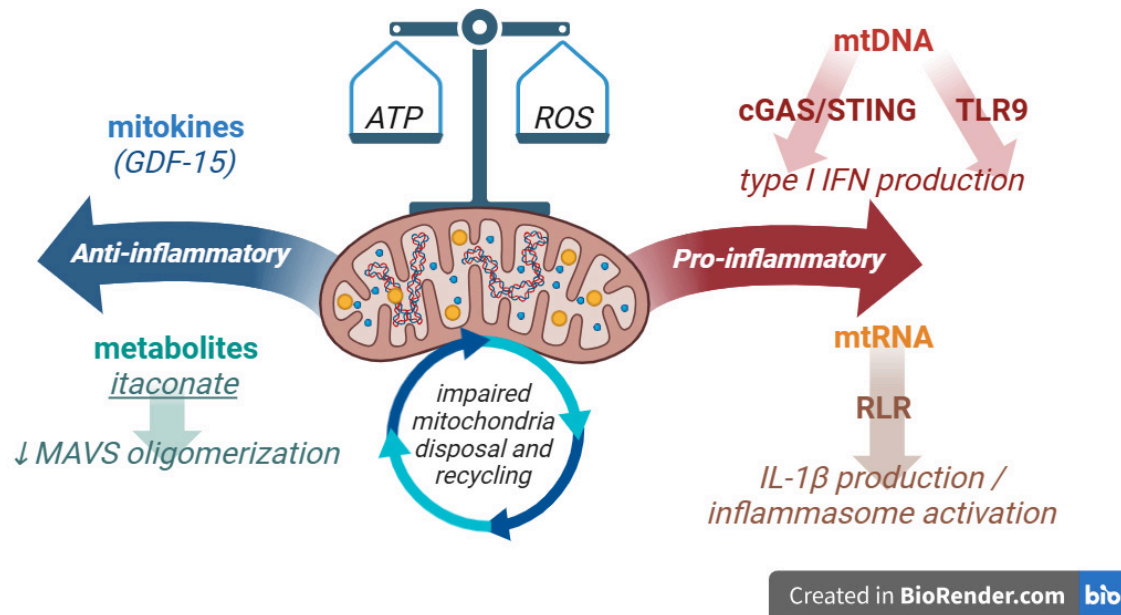 ATP
ROS
mitokines
(GDF-15)
Anti-inflammatory
metabolites
itaconate
↓ MAVS oligomerization
impaired
mitochondria
disposal and
recycling
mtDNA
cGAS/STING TLR9
type I IFN production
Pro-inflammatory
mtRNA
RLR
IL-1β production /
inflammasome activation
Created in BioRender.com bio